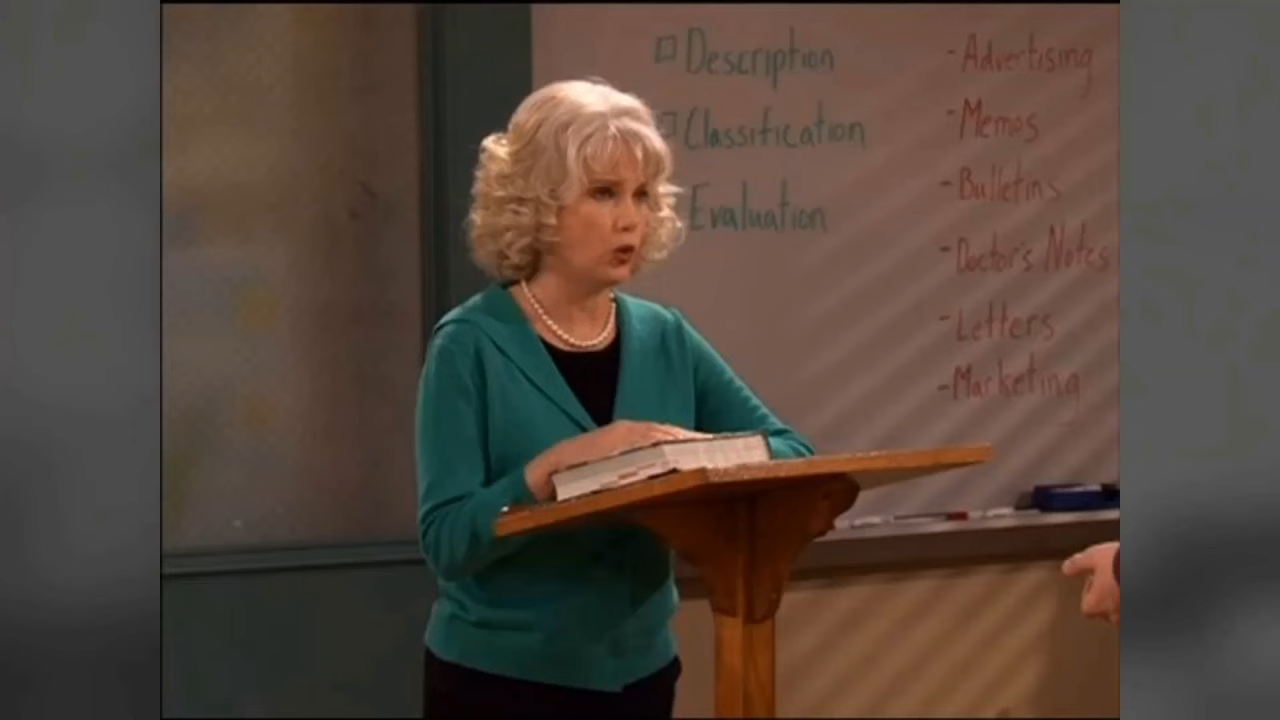 Description
Classification
Evaluation
-Advertising
-Memos
-Bulletins
-Doctor's Notes
-Letters
-Marketing